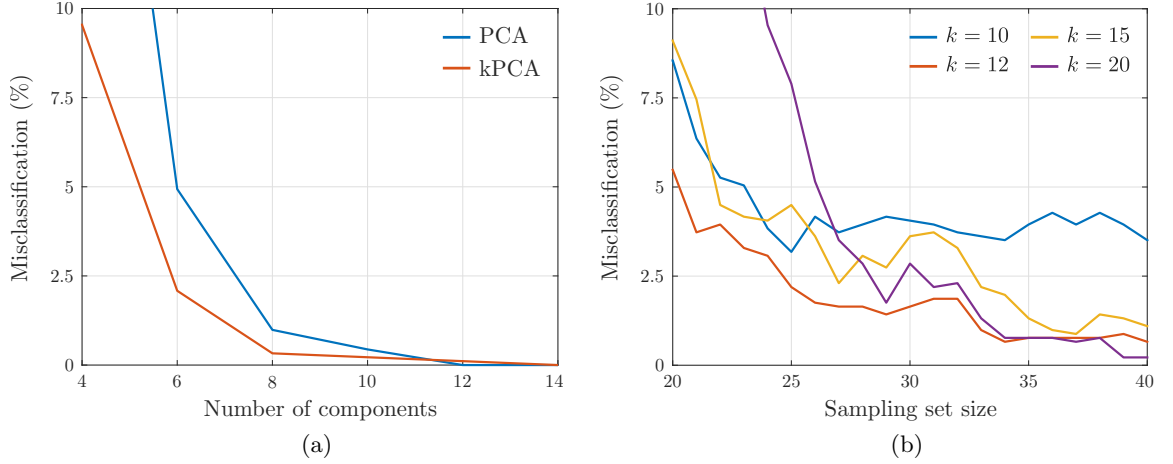 10
7.5
5
2.5
0
Misclassification (%)
PCA
kPCA
4 6 8 10 12 14
Number of components
(a)
10
7.5
5
2.5
0
Misclassification (%)
k = 10 k = 15
k = 12 k = 20
20 25 30 35 40
Sampling set size
(b)